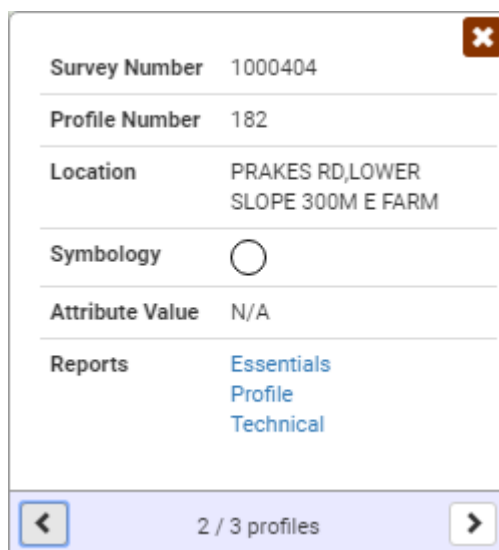 Survey Number 1000404
Profile Number 182
Location PRAKES RD,LOWER
SLOPE 300M E FARM
Symbology
Attribute Value N/A
Reports Essentials
Profile
Technical
2 / 3 profiles